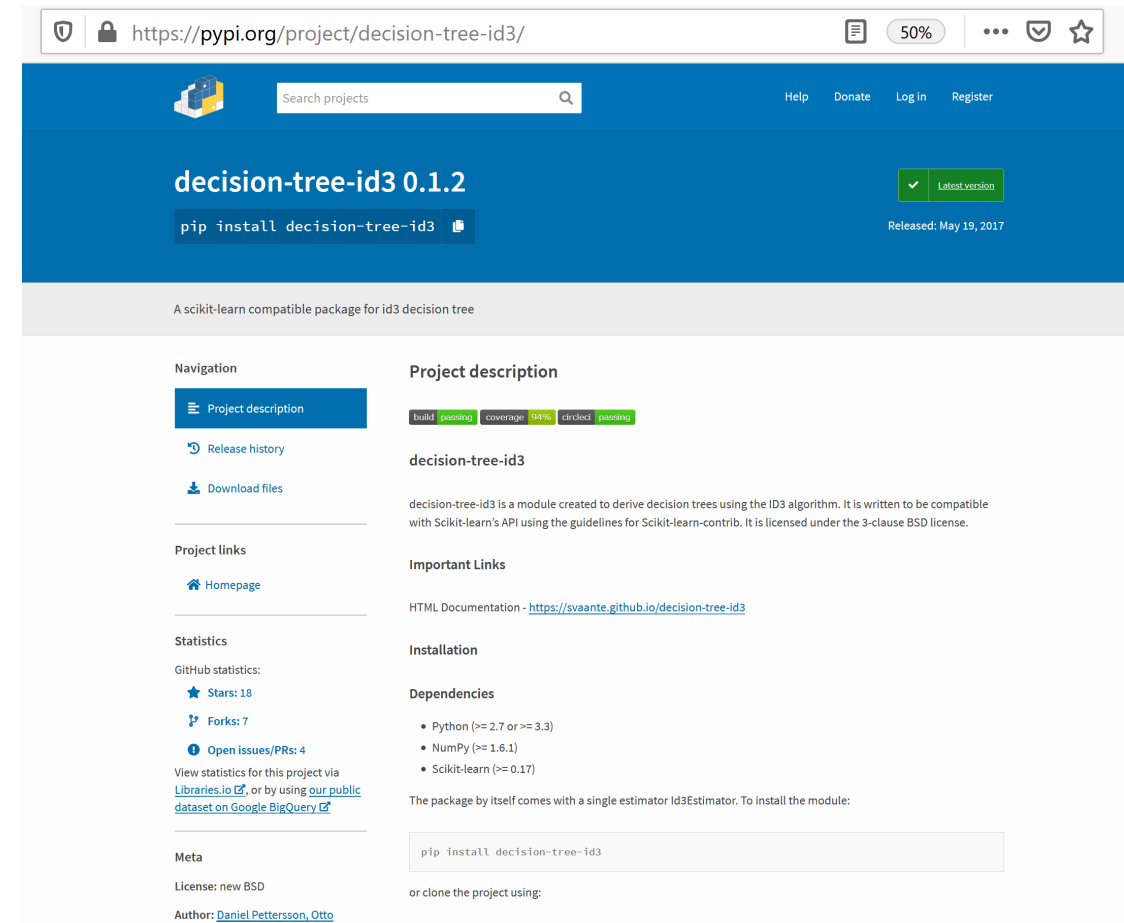 https://pypi.org/project/decision-tree-id3/
50%
Search projects
Help
Donate
Log in
Register
decision-tree-id3 0.1.2
Latest version
pip install decision-tree-id3
Released: May 19, 2017
A scikit-learn compatible package for id3 decision tree
Navigation
Project description
Release history
Download files
Project links
Homepage
Statistics
GitHub statistics:
Stars: 18
Forks: 7
Open issues/PRs: 4
View statistics for this project via
Libraries.io, or by using our public
dataset on Google BigQuery
Meta
License: new BSD
Author: Daniel Pettersson, Otto
Project description
build passing coverage 94% circleci passing
decision-tree-id3
decision-tree-id3 is a module created to derive decision trees using the ID3 algorithm. It is written to be compatible
with Scikit-learn’s API using the guidelines for Scikit-learn-contrib. It is licensed under the 3-clause BSD license.
Important Links
HTML Documentation - https://svaante.github.io/decision-tree-id3
Installation
Dependencies
• Python (>= 2.7 or >= 3.3)
• NumPy (>= 1.6.1)
• Scikit-learn (>= 0.17)
The package by itself comes with a single estimator Id3Estimator. To install the module:
pip install decision-tree-id3
or clone the project using: